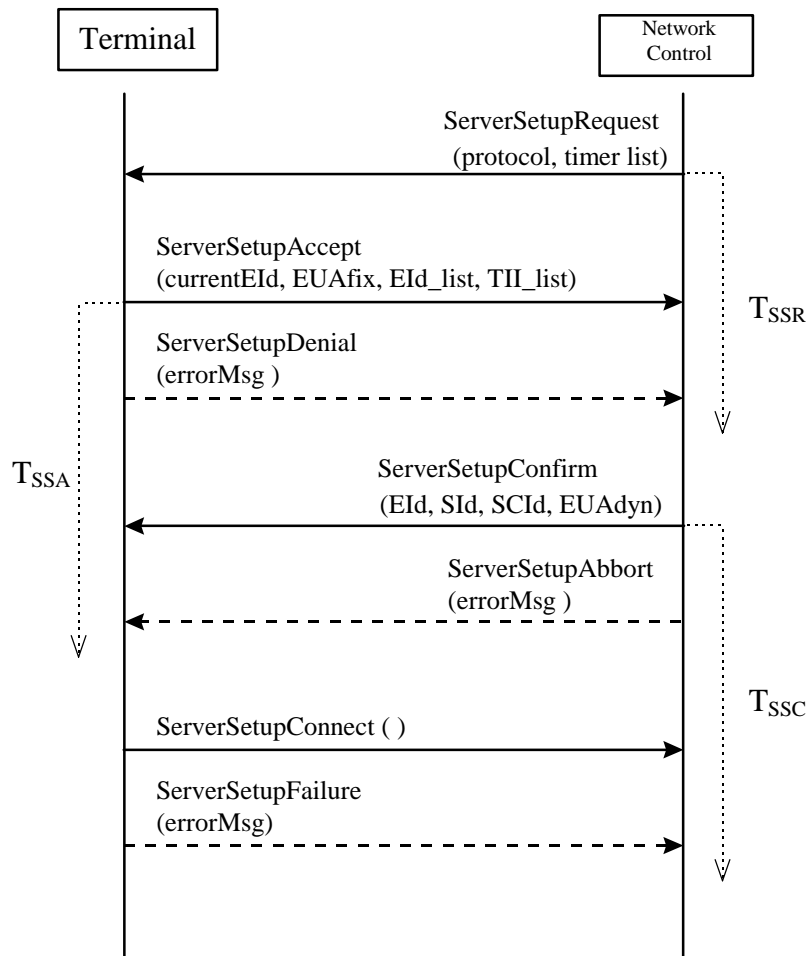 Terminal
Network
Control
ServerSetupRequest
(protocol, timer list)
ServerSetupAccept
(currentEId, EUAfix, EId_list, TII_list)
TSSR
ServerSetupDenial
(errorMsg )
TSSA
ServerSetupConfirm
(EId, SId, SCId, EUAdyn)
ServerSetupAbbort
(errorMsg )
TSSC
ServerSetupConnect ( )
ServerSetupFailure
(errorMsg)